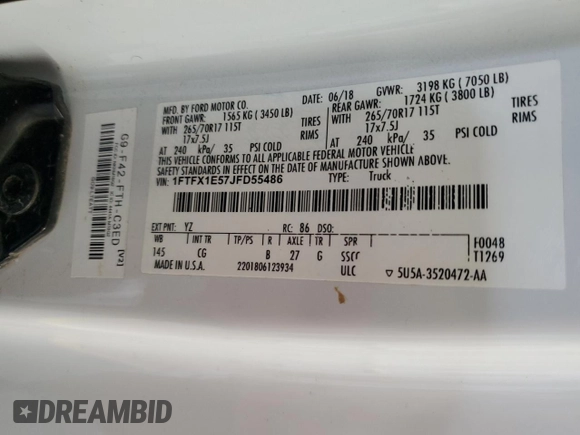 MFD. BY FORD MOTOR CO.
DATE: 06/18 GVWR: 3198 KG ( 7050 LB)
FRONT GAWR: 1565 KG ( 3450 LB)
REAR GAWR: 1724 KG ( 3800 LB)
WITH 265/70R17 115T TIRES
265/70R17 115T TIRES
17x7.5J RIMS
17x7.5J RIMS
AT 240 kPa/ 35 PSI COLD
AT 240 kPa/ 35 PSI COLD
THIS VEHICLE CONFORMS TO ALL APPLICABLE FEDERAL MOTOR VEHICLE
SAFETY STANDARDS IN EFFECT ON THE DATE OF MANUFACTURE SHOWN ABOVE.
VIN: 1FTFX1E57JFD55486 TYPE: Truck
EXT PNT: YZ RC: 86 DSO: F0048
WB INT TR TP/PS R AXLE TR SPR T1269
145 CG B 27 G SSCC
MADE IN U.S.A. 2201806123934 ULC ▽ 5U5A-3520472-AA
G9-F42-FTH-C3ED [V2]
DREAMBID